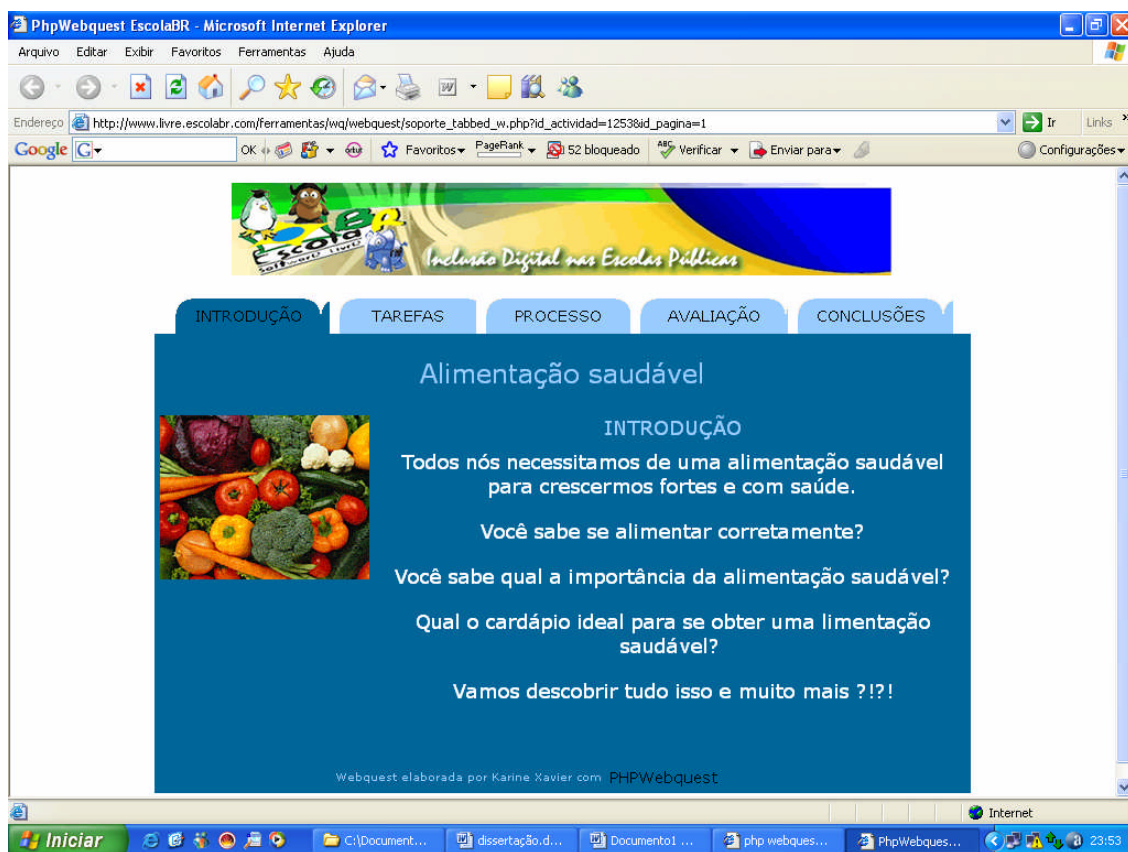 PhpWebquest EscolaBR - Microsoft Internet Explorer
Arquivo Editar Exibir Favoritos Ferramentas Ajuda
Endereço http://www.livre.escolabr.com/ferramentas/wq/webquest/soporte_tabbed_w.php?id_actividad=1253&id_pagina=1 Ir Links
Google G OK Favoritos PageRank 52 bloqueado ABC Verificar Enviar para Configurações
EscolaBR
Software Livre
Inclusão Digital nas Escolas Públicas
INTRODUÇÃO TAREFAS PROCESSO AVALIAÇÃO CONCLUSÕES
Alimentação saudável
INTRODUÇÃO
Todos nós necessitamos de uma alimentação saudável
para crescermos fortes e com saúde.
Você sabe se alimentar corretamente?
Você sabe qual a importância da alimentação saudável?
Qual o cardápio ideal para se obter uma limentação
saudável?
Vamos descobrir tudo isso e muito mais ?!?!
Webquest elaborada por Karine Xavier com PHPWebquest
Internet
Iniciar C:\Document... dissertação.d... Documento1 ... php webques... PhpWebques... 23:53